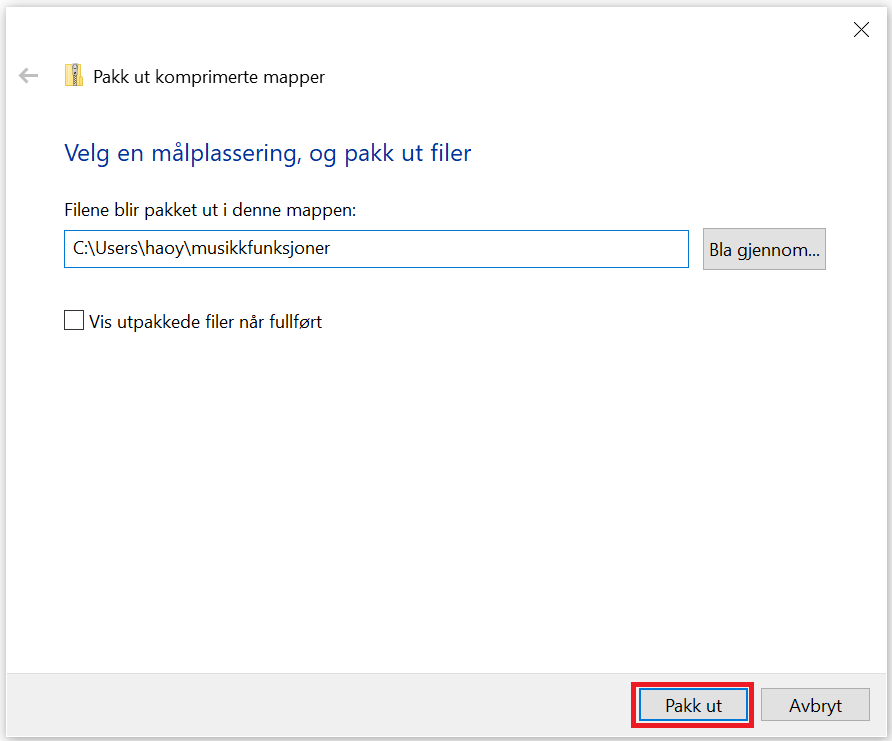 Pakk ut komprimerte mapper
Velg en målplassering, og pakk ut filer
Filene blir pakket ut i denne mappen:
C:\Users\haoy\musikkfunksjoner
Bla gjennom...
Vis utpakkede filer når fullført
Pakk ut
Avbryt